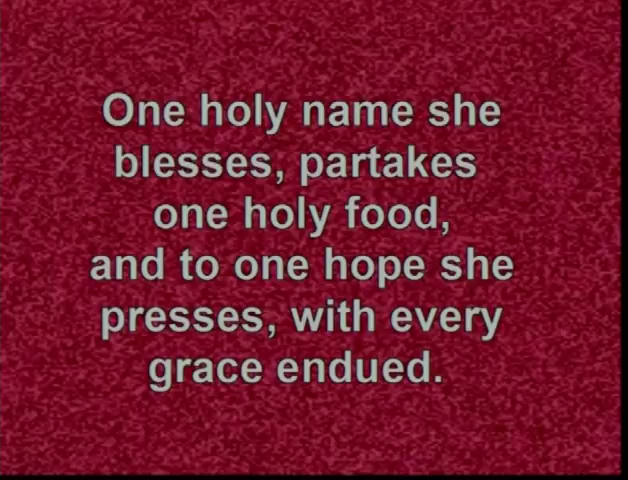 One holy name she
blesses, partakes
one holy food,
and to one hope she
presses, with every
grace endued.